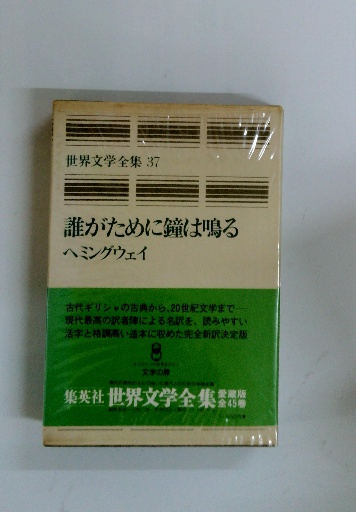 世界文学全集 37
誰がために鐘は鳴る
ヘミングウェイ
古代ギリシャの古典から、20世紀文学まで—
現代最高の訳者陣による名訳を、読みやすい
活字と格調高い造本に収めた完全新訳決定版
集英社 世界文学全集 愛蔵版
全45巻